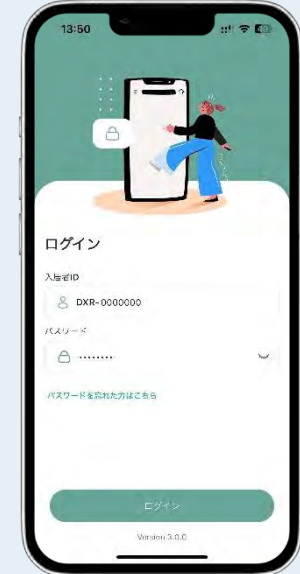 13:50
ログイン
入居者ID
DXR-0000000
パスワード
........
パスワードを忘れた方はこちら
ログイン
Version 3.0.0